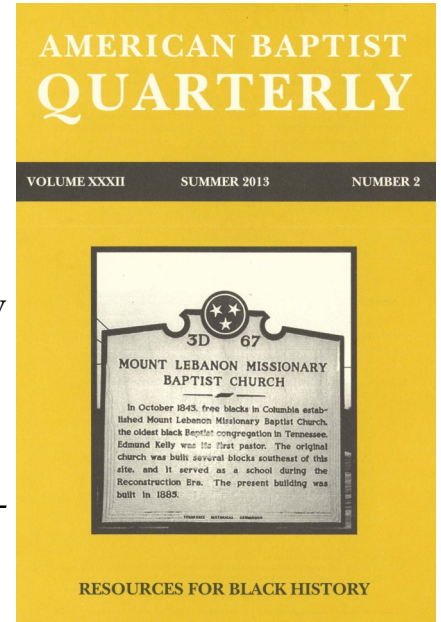 AMERICAN BAPTIST
QUARTERLY
VOLUME XXXII SUMMER 2013 NUMBER 2
3D 67
MOUNT LEBANON MISSIONARY
BAPTIST CHURCH
In October 1843, free blacks in Columbia estab-
lished Mount Lebanon Missionary Baptist Church,
the oldest black Baptist congregation in Tennessee.
Edmund Kelly was its first pastor. The original
church was built several blocks southeast of this
site, and it served as a school during the
Reconstruction Era. The present building was
built in 1885.
TENNESSEE HISTORICAL COMMISSION
RESOURCES FOR BLACK HISTORY